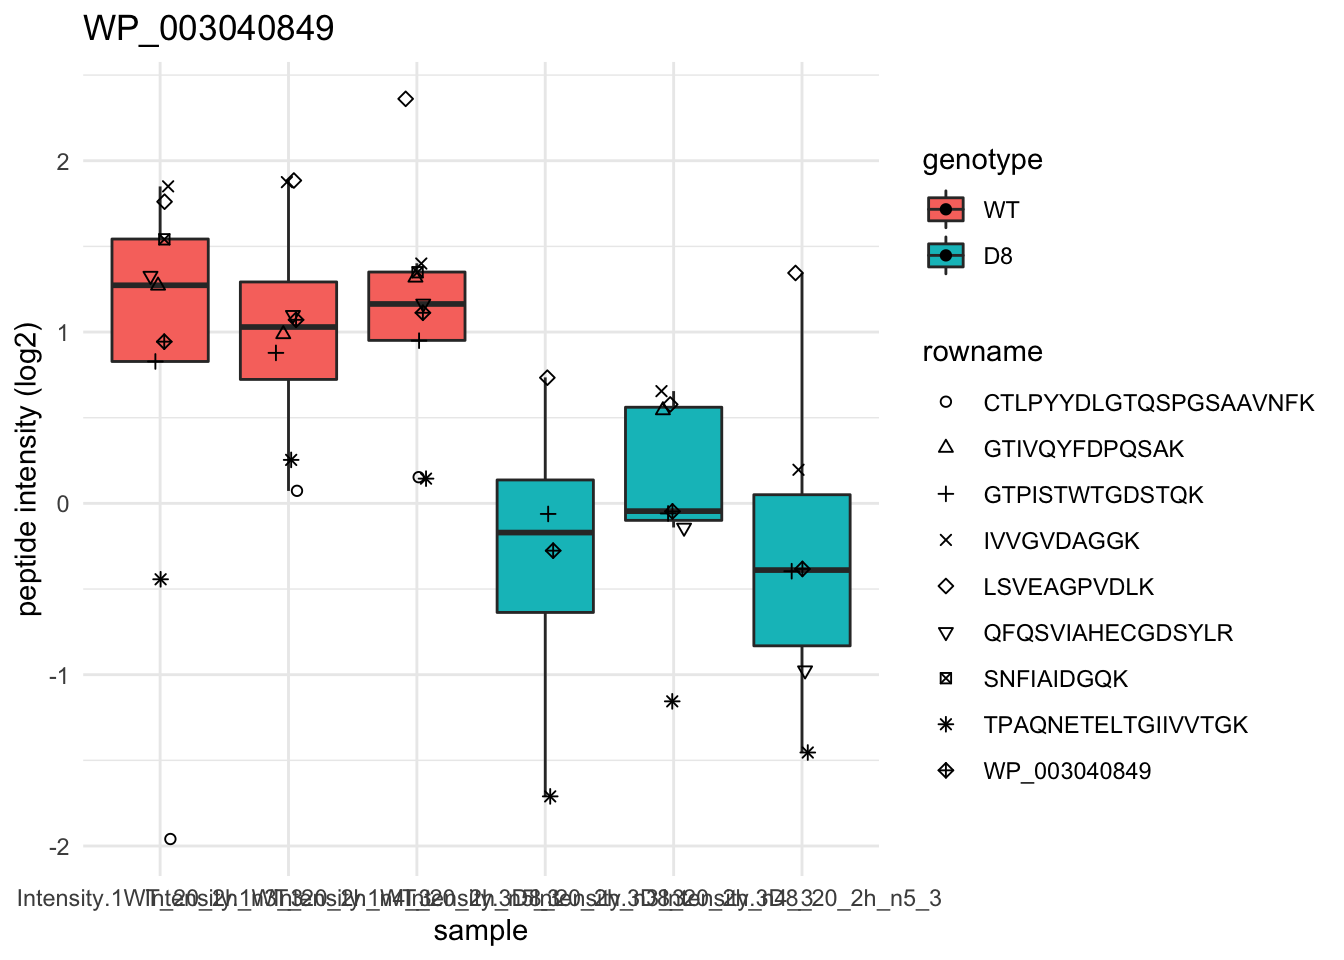 WP_003040849
peptide intensity (log2)
2
1
0
-1
-2
sample
genotype
WT
D8
rowname
CTLPYYDLGTQSPGSAAVNFK
GTIVQYFDPQSAK
GTPISTWTGDSTQK
IVVGVDAGGK
LSVEAGPVDLK
QFQSVIAHECGDSYLR
SNFIAIDGQK
TPAQNETELTGIIVVTGK
WP_003040849